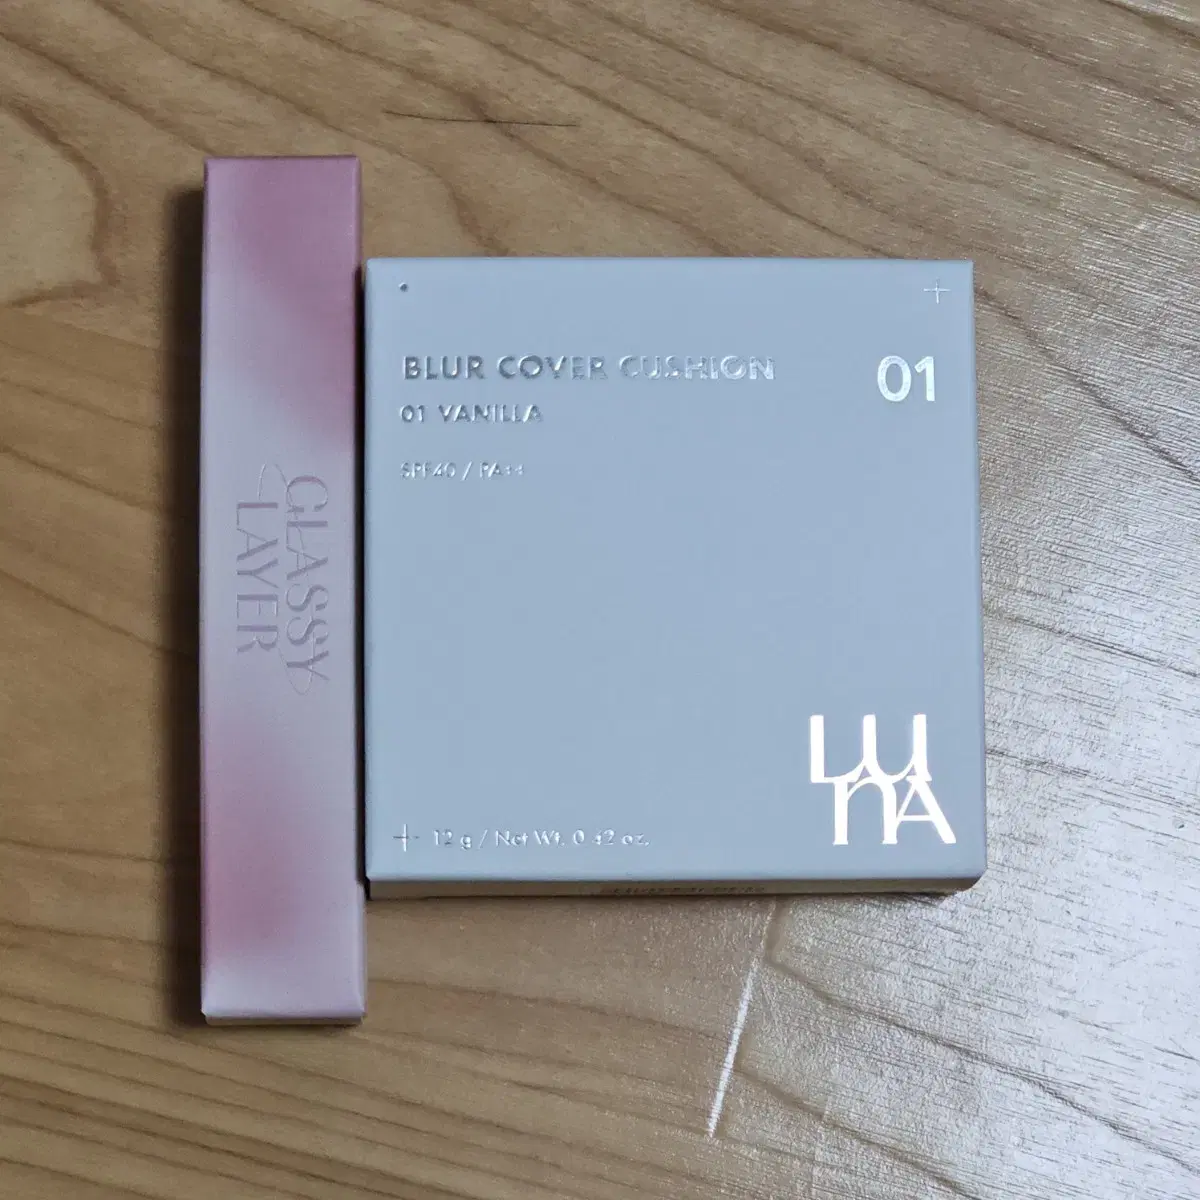 GLASSY
LAYER
BLUR COVER CUSHION
01
01 VANILLA
SPF40 / PA++
LUNA
12 g / Net Wt. 0.42 oz.